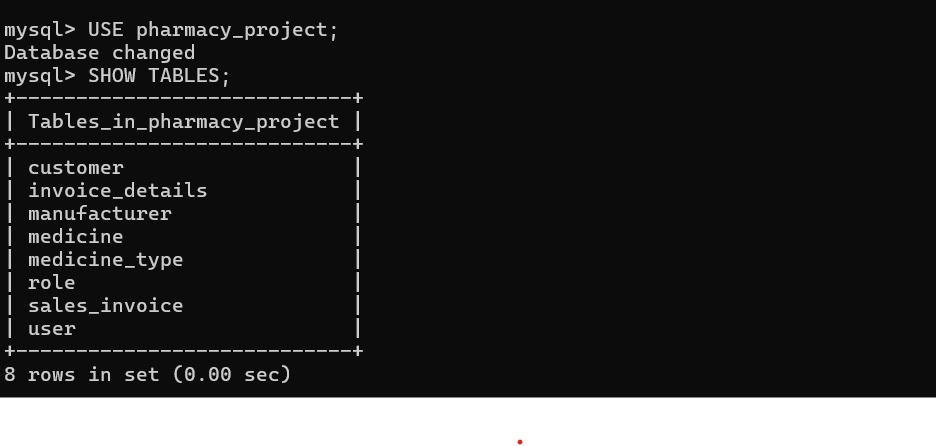 mysql> USE pharmacy_project;
Database changed
mysql> SHOW TABLES;
+----------------------------+
| Tables_in_pharmacy_project |
+----------------------------+
| customer                   |
| invoice_details            |
| manufacturer               |
| medicine                   |
| medicine_type              |
| role                       |
| sales_invoice              |
| user                       |
+----------------------------+
8 rows in set (0.00 sec)